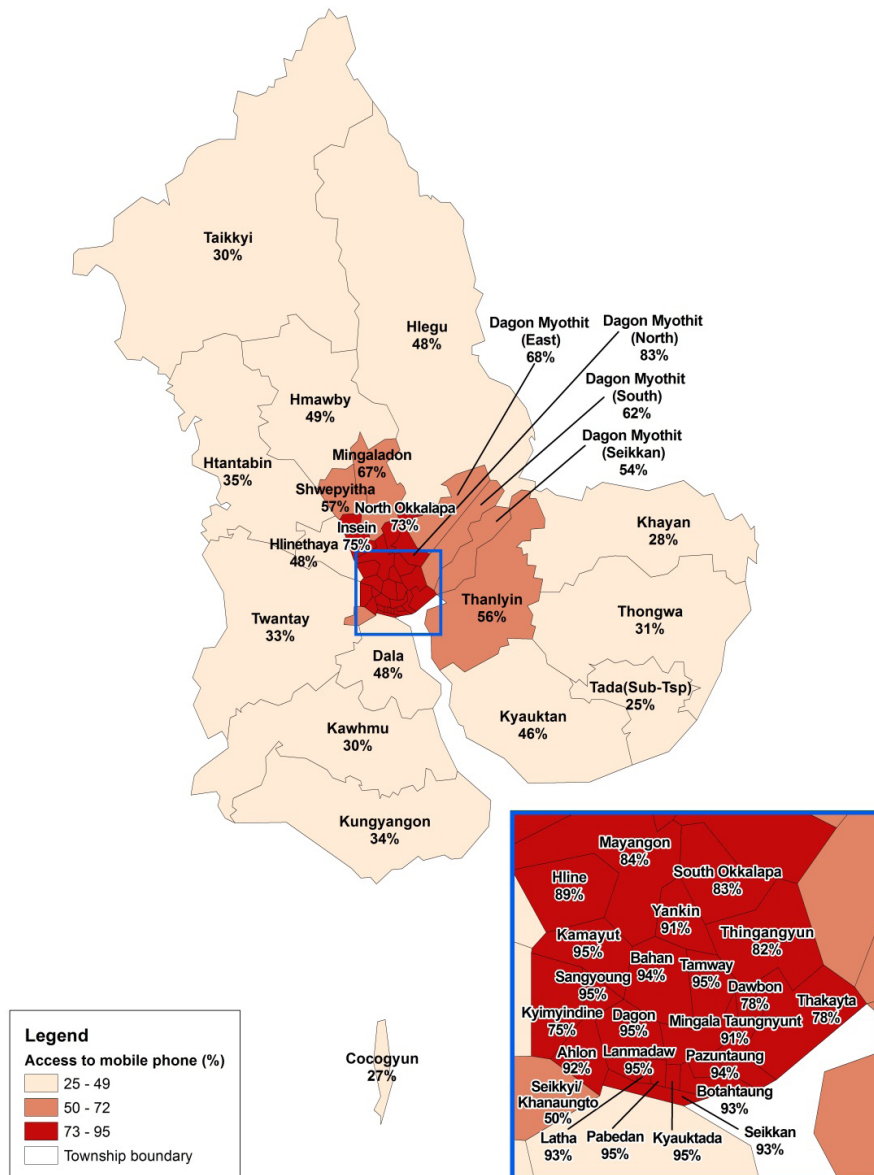 Taikkyi
30%
Hlegu
48%
Dagon Myothit
(East)
68%
Dagon Myothit
(North)
83%
Dagon Myothit
(South)
62%
Dagon Myothit
(Seikkan)
54%
Hmawby
49%
Mingaladon
67%
Htantabin
35%
Shwepyitha
57%
North Okkalapa
73%
Insein
75%
Hlinethaya
48%
Khayan
28%
Twantay
33%
Thanlyin
56%
Thongwa
31%
Dala
48%
Tada(Sub-Tsp)
25%
Kyauktan
46%
Kawhmu
30%
Kungyangon
34%
Cocogyun
27%
Mayangon
84%
South Okkalapa
83%
Hline
89%
Yankin
91%
Thingangyun
82%
Kamayut
95%
Bahan
94%
Tamway
95%
Sangyoung
95%
Dawbon
78%
Thakayta
78%
Kyimyindine
75%
Dagon
95%
Mingala Taungnyunt
91%
Ahlon
92%
Lanmadaw
95%
Pazuntaung
94%
Seikkyi/
Khanaungto
50%
Botahtaung
93%
Latha
93%
Pabedan
95%
Kyauktada
95%
Seikkan
93%
Legend
Access to mobile phone (%)
25 - 49
50 - 72
73 - 95
Township boundary